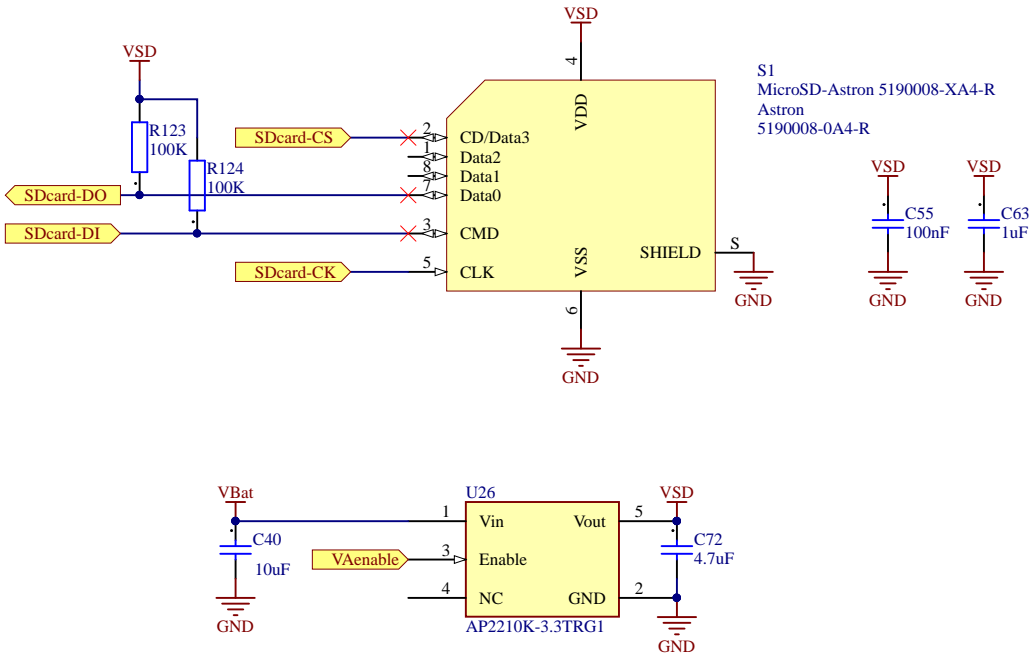 VSD
VSD
S1
MicroSD-Astron 5190008-XA4-R
Astron
5190008-0A4-R
4
VDD
R123
100K
SDcard-CS
2
CD/Data3
1
Data2
8
Data1
R124
100K
SDcard-DO
7
Data0
SDcard-DI
3
CMD
SDcard-CK
5
CLK
VSS
SHIELD
S
GND
6
GND
VSD
C55
100nF
GND
VSD
C63
1uF
GND
VBat
C40
10uF
GND
U26
1
Vin
Vout
5
VAenable
3
Enable
4
NC
GND
2
AP2210K-3.3TRG1
VSD
C72
4.7uF
GND